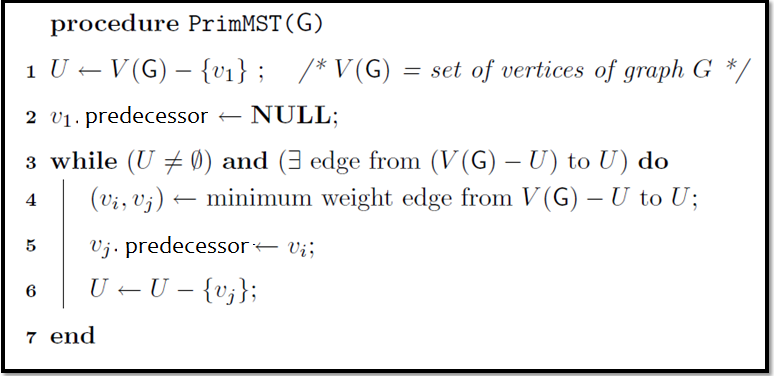 procedure PrimMST(G)
1 U ← V(G) − {v₁} ; /* V(G) = set of vertices of graph G */
2 v₁. predecessor ← NULL;
3 while (U ≠ ∅) and (∃ edge from (V(G) − U) to U) do
4 (vᵢ, vⱼ) ← minimum weight edge from V(G) − U to U;
5 vⱼ. predecessor ← vᵢ;
6 U ← U − {vⱼ};
7 end